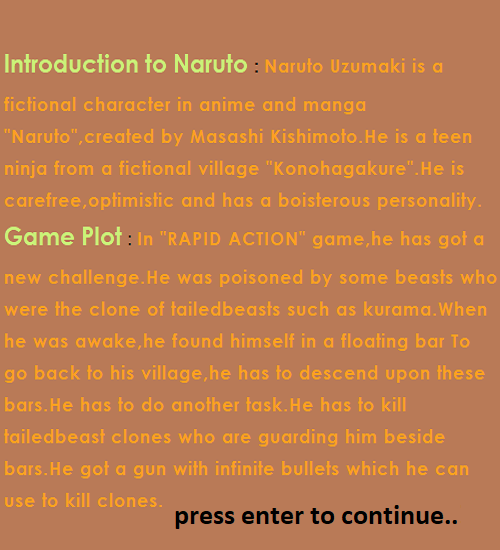 Introduction to Naruto : Naruto Uzumaki is a
fictional character in anime and manga
"Naruto",created by Masashi Kishimoto.He is a teen
ninja from a fictional village "Konohagakure".He is
carefree,optimistic and has a boisterous personality.
Game Plot : In "RAPID ACTION" game,he has got a
new challenge.He was poisoned by some beasts who
were the clone of tailedbeasts such as kurama.When
he was awake,he found himself in a floating bar To
go back to his village,he has to descend upon these
bars.He has to do another task.He has to kill
tailedbeast clones who are guarding him beside
bars.He got a gun with infinite bullets which he can
use to kill clones.
press enter to continue..